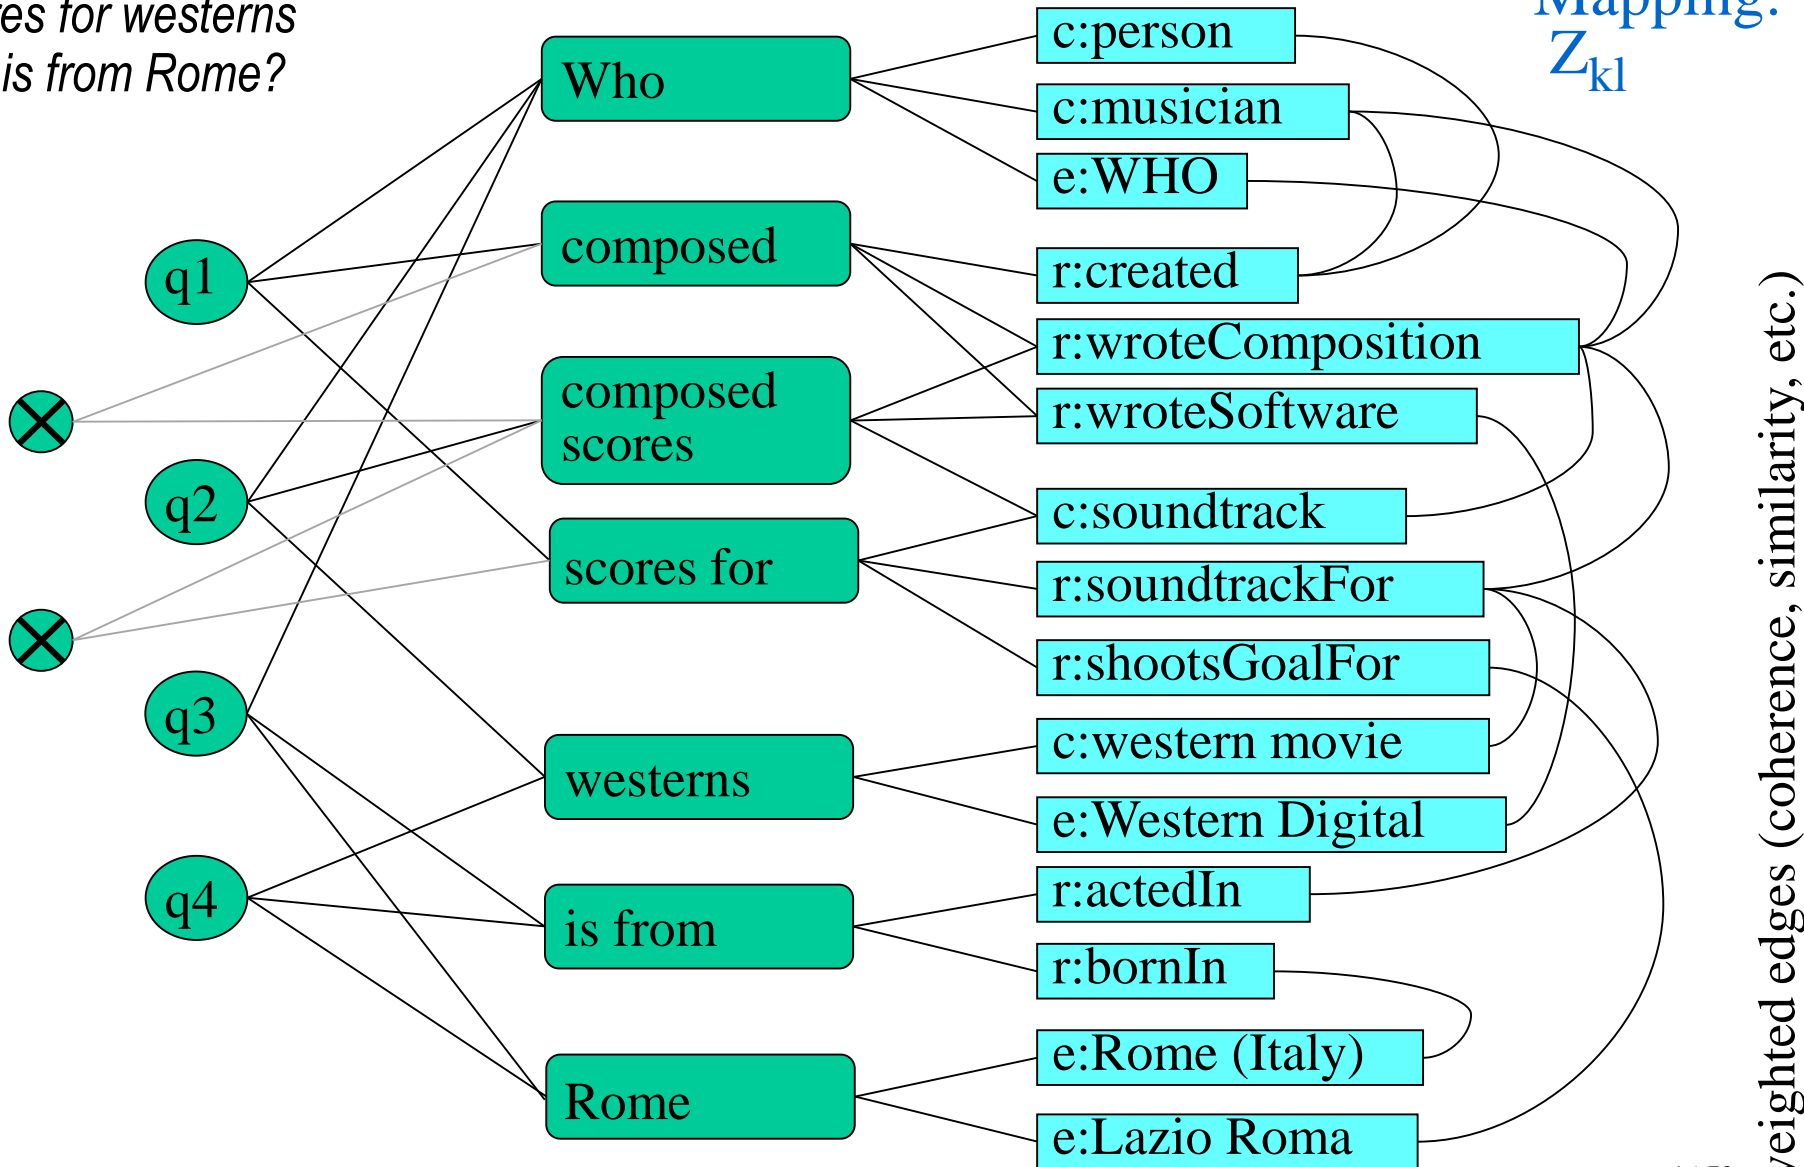 res for westerns
is from Rome?
Mapping:
Zkl
Who
composed
composed
scores
scores for
westerns
is from
Rome
q1
q2
q3
q4
c:person
c:musician
e:WHO
r:created
r:wroteComposition
r:wroteSoftware
c:soundtrack
r:soundtrackFor
r:shootsGoalFor
c:western movie
e:Western Digital
r:actedIn
r:bornIn
e:Rome (Italy)
e:Lazio Roma
weighted edges (coherence, similarity, etc.)